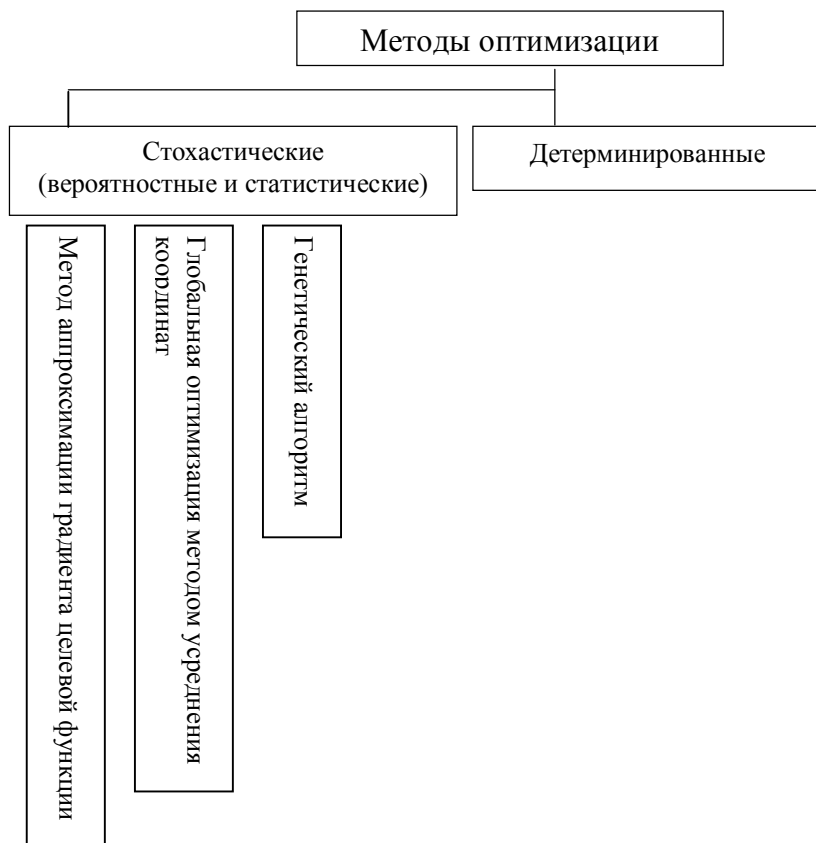 Методы оптимизации
Стохастические
(вероятностные и статистические)
Детерминированные
Метод аппроксимации градиента целевой функции
Глобальная оптимизация методом усреднения
координат
Генетический алгоритм